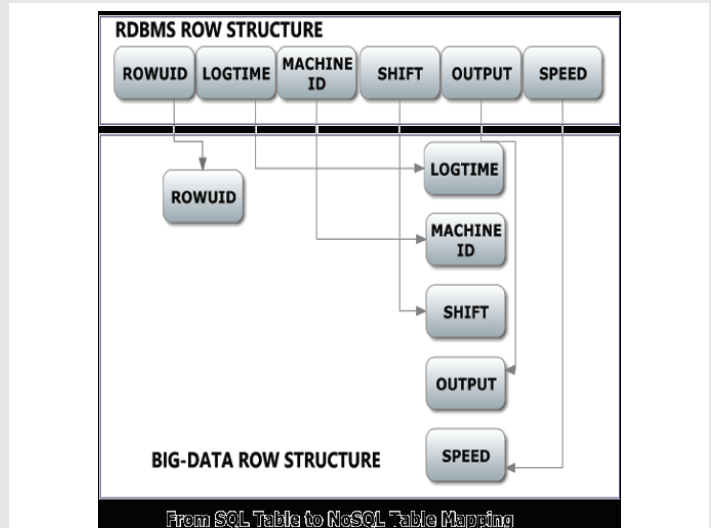 RDBMS ROW STRUCTURE
ROWUID LOGTIME MACHINE ID SHIFT OUTPUT SPEED
LOGTIME
ROWUID
MACHINE
ID
SHIFT
OUTPUT
BIG-DATA ROW STRUCTURE SPEED
From SQL Table to NoSQL Table Mapping